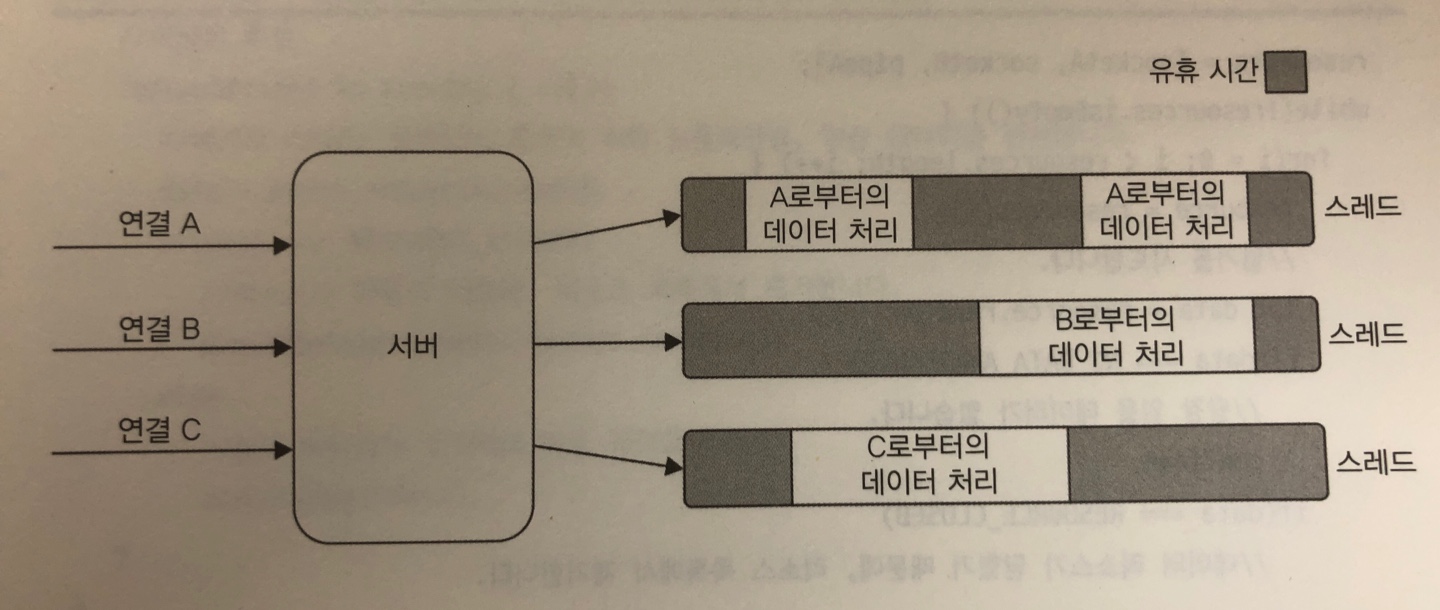 유휴 시간
연결 A
연결 B
연결 C
서버
A로부터의
데이터 처리
A로부터의
데이터 처리
스레드
B로부터의
데이터 처리
스레드
C로부터의
데이터 처리
스레드